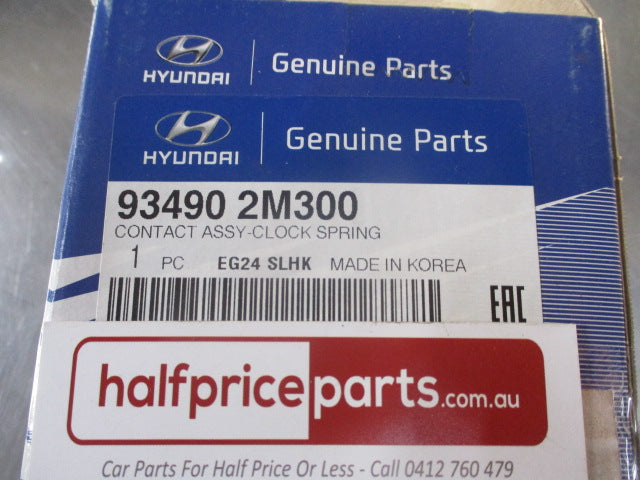 HYUNDAI Genuine Parts
HYUNDAI Genuine Parts
93490 2M300
CONTACT ASSY-CLOCK SPRING
1 PC EG24 SLHK MADE IN KOREA
EAC
halfpriceparts.com.au
Car Parts For Half Price Or Less - Call 0412 760 479